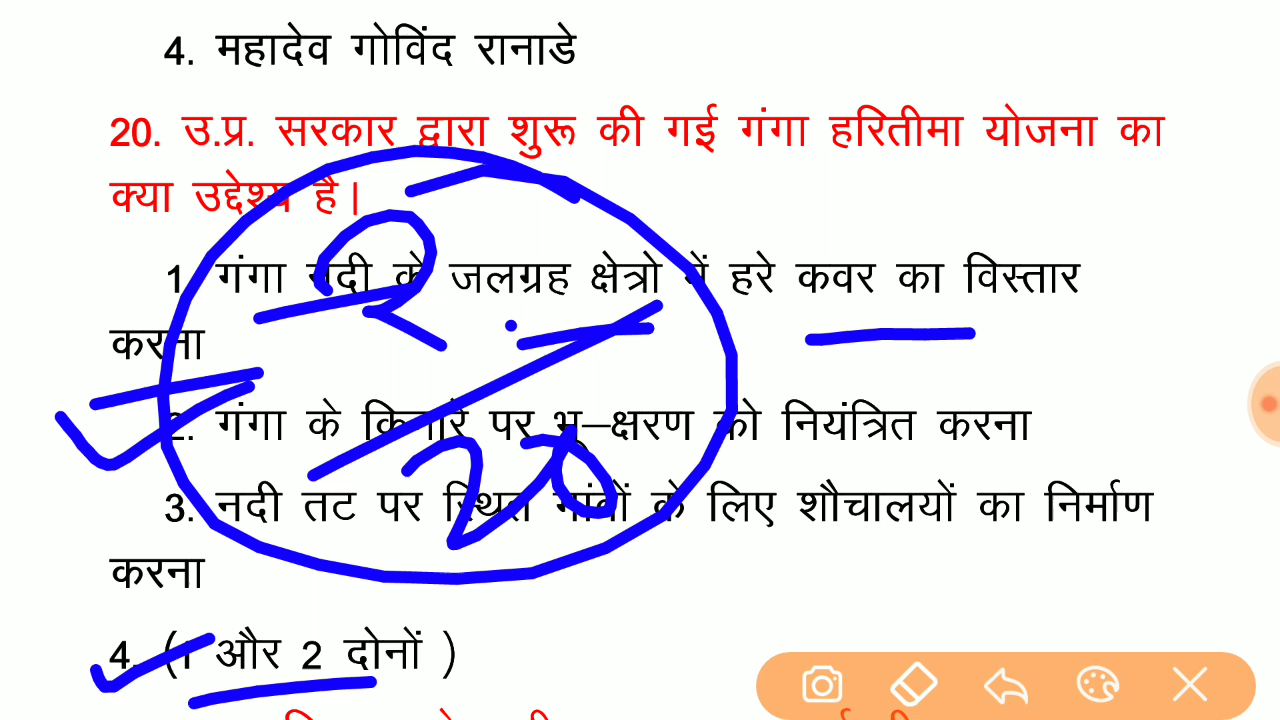 4. महादेव गोविंद रानाडे
20. उ.प्र. सरकार द्वारा शुरू की गई गंगा हरितीमा योजना का
क्या उद्देश्य है।
1. गंगा नदी के जलग्रह क्षेत्रो में हरे कवर का विस्तार
करना
2. गंगा के किनारे पर भू–क्षरण को नियंत्रित करना
3. नदी तट पर स्थित गांवों के लिए शौचालयों का निर्माण
करना
4. (1 और 2 दोनों )
20